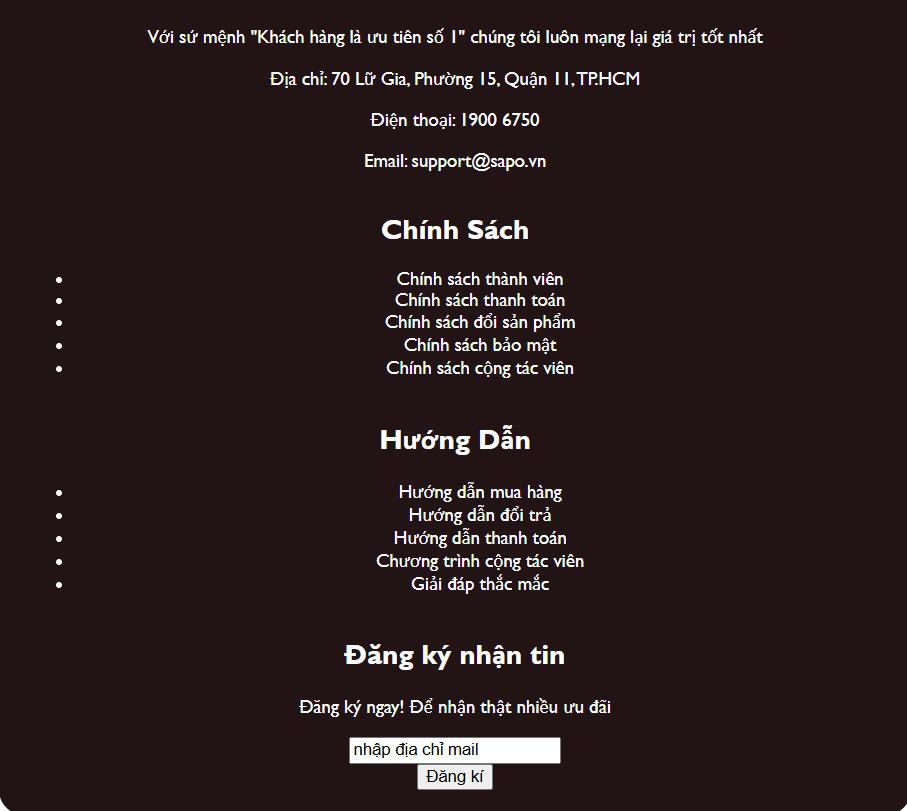 Với sứ mệnh "Khách hàng là ưu tiên số 1" chúng tôi luôn mạng lại giá trị tốt nhất
Địa chỉ: 70 Lữ Gia, Phường 15, Quận 11, TP.HCM
Điện thoại: 1900 6750
Email: support@sapo.vn
Chính Sách
Chính sách thành viên
Chính sách thanh toán
Chính sách đổi sản phẩm
Chính sách bảo mật
Chính sách cộng tác viên
Hướng Dẫn
Hướng dẫn mua hàng
Hướng dẫn đổi trả
Hướng dẫn thanh toán
Chương trình cộng tác viên
Giải đáp thắc mắc
Đăng ký nhận tin
Đăng ký ngay! Để nhận thật nhiều ưu đãi
nhập địa chỉ mail
Đăng kí